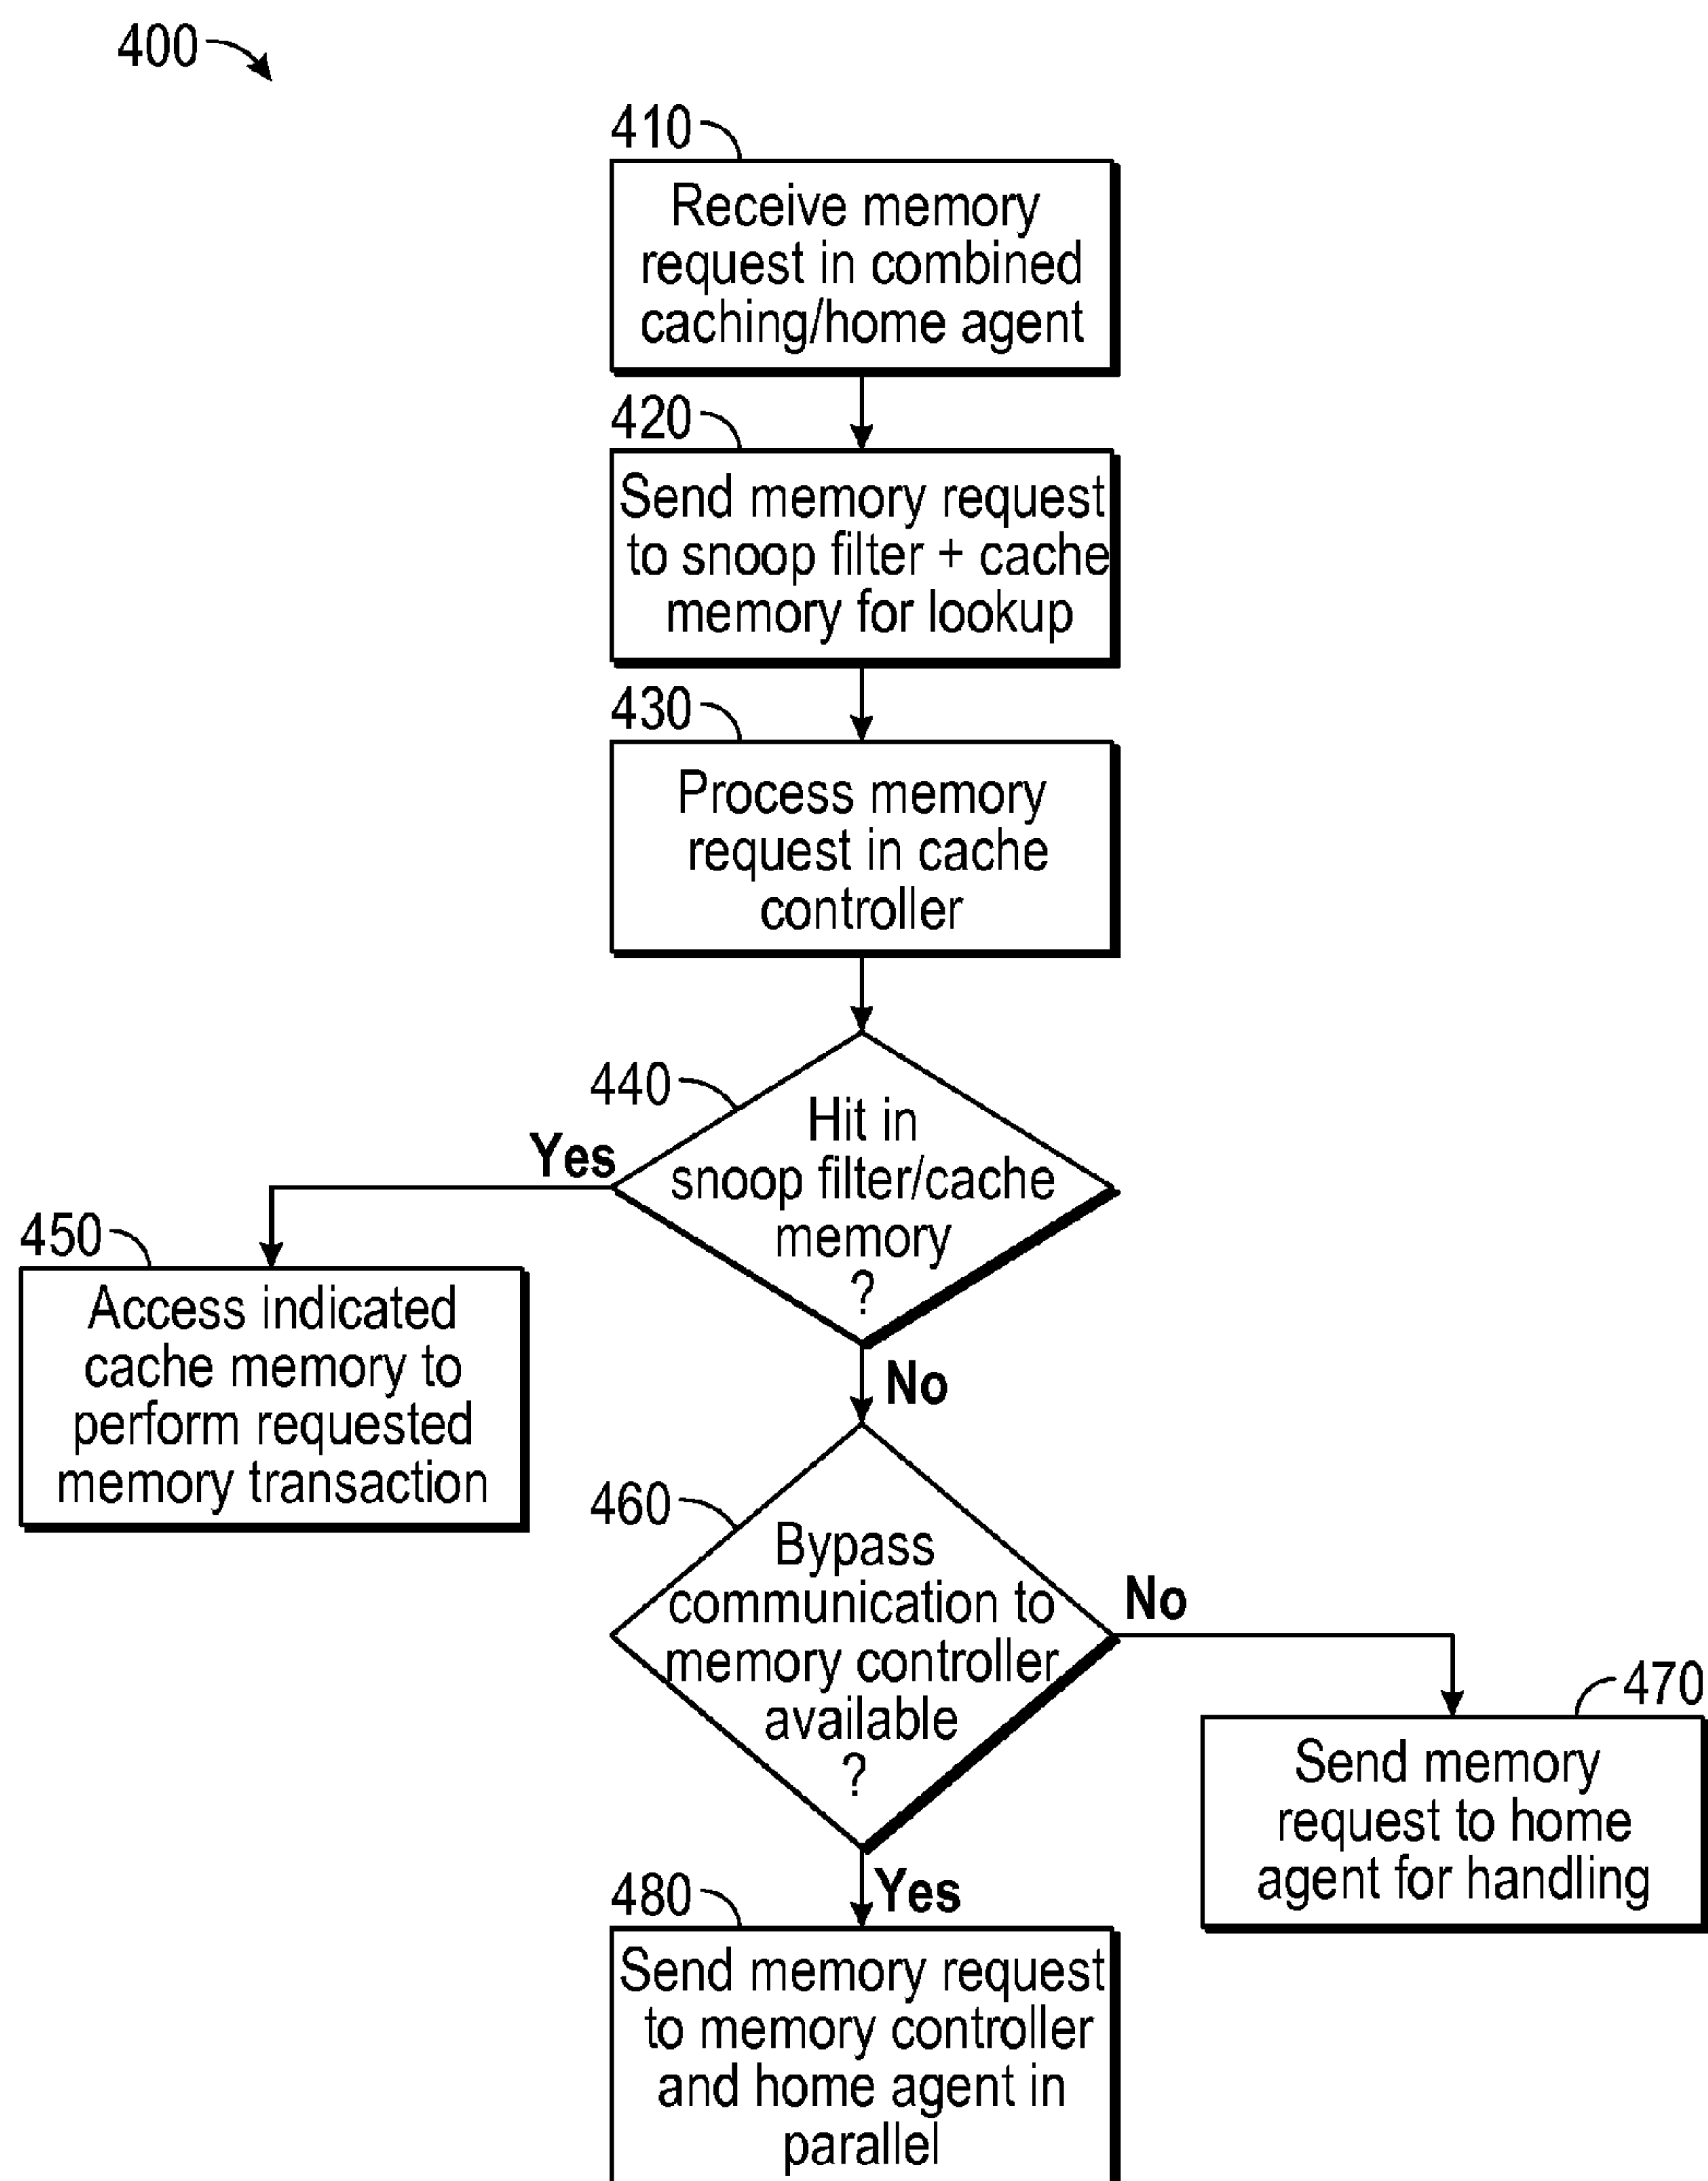 400
410
Receive memory
request in combined
caching/home agent
420
Send memory request
to snoop filter + cache
memory for lookup
430
Process memory
request in cache
controller
440
Hit in
snoop filter/cache
memory
?
Yes
450
Access indicated
cache memory to
perform requested
memory transaction
No
460
Bypass
communication to
memory controller
available
?
No
470
Send memory
request to home
agent for handling
Yes
480
Send memory request
to memory controller
and home agent in
parallel